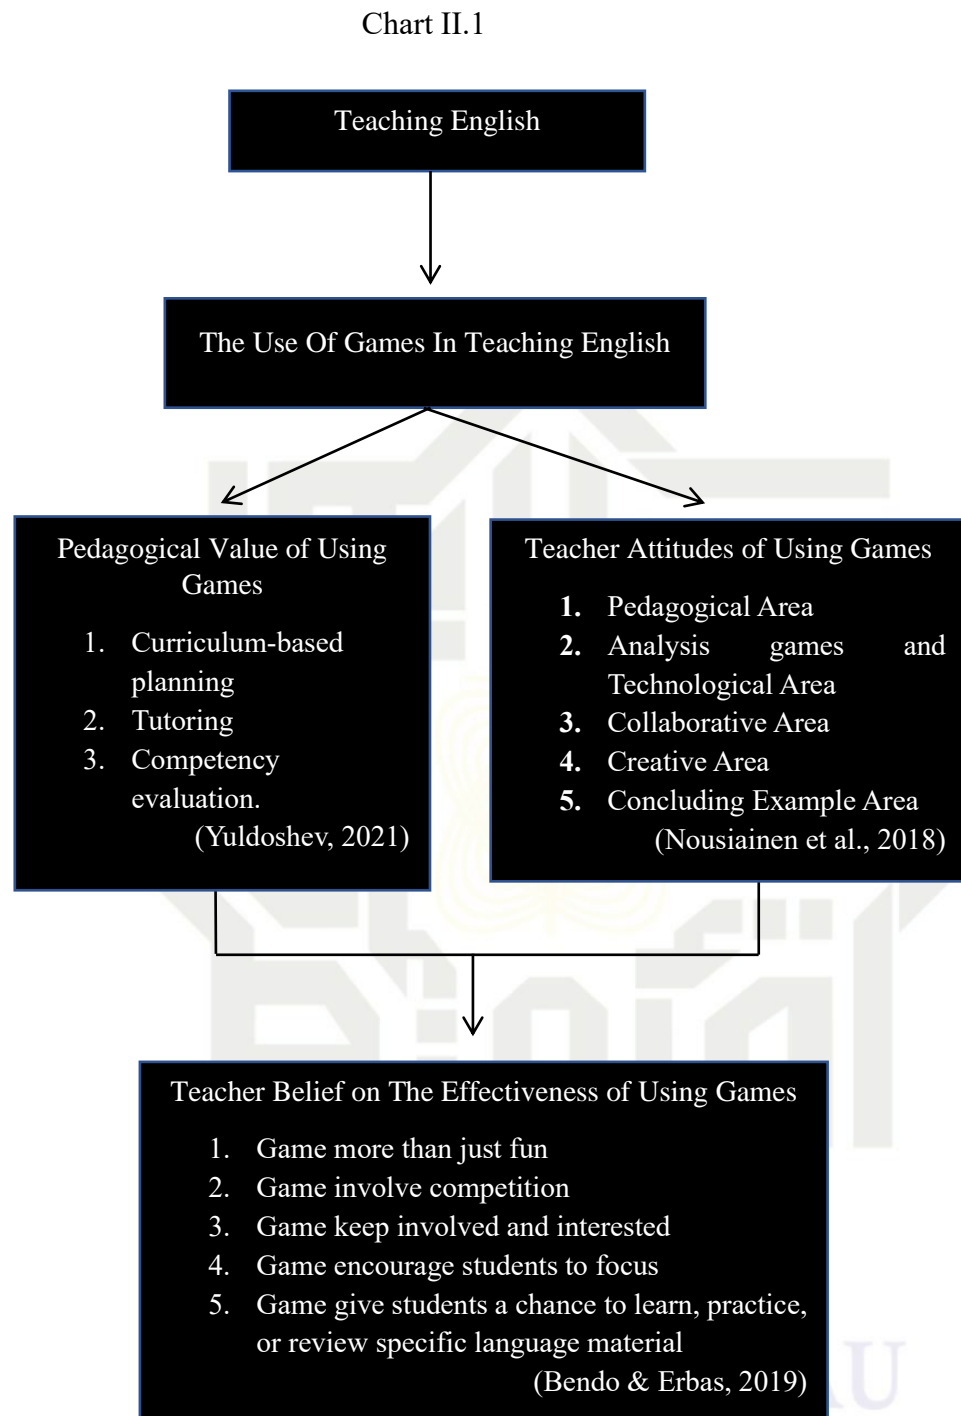 Chart II.1
Teaching English
The Use Of Games In Teaching English
Pedagogical Value of Using
Games
1. Curriculum-based
planning
2. Tutoring
3. Competency
evaluation.
(Yuldoshev, 2021)
Teacher Attitudes of Using Games
1. Pedagogical Area
2. Analysis games and
Technological Area
3. Collaborative Area
4. Creative Area
5. Concluding Example Area
(Nousiainen et al., 2018)
Teacher Belief on The Effectiveness of Using Games
1. Game more than just fun
2. Game involve competition
3. Game keep involved and interested
4. Game encourage students to focus
5. Game give students a chance to learn, practice,
or review specific language material
(Bendo & Erbas, 2019)